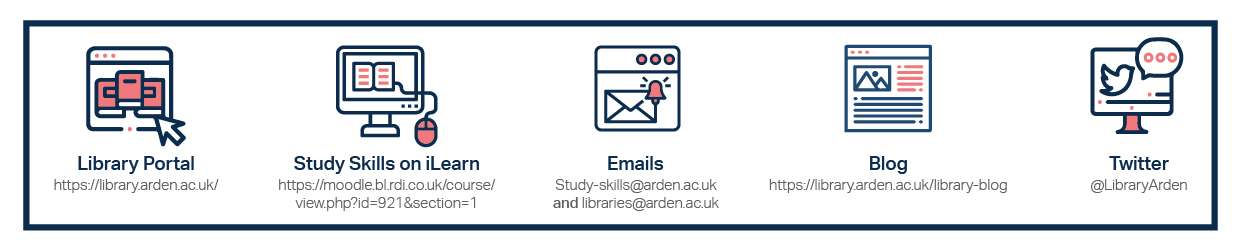 Library Portal
https://library.arden.ac.uk/
Study Skills on iLearn
https://moodle.bl.rdi.co.uk/course/
view.php?id=921&section=1
Emails
Study-skills@arden.ac.uk
and libraries@arden.ac.uk
Blog
https://library.arden.ac.uk/library-blog
Twitter
@LibraryArden